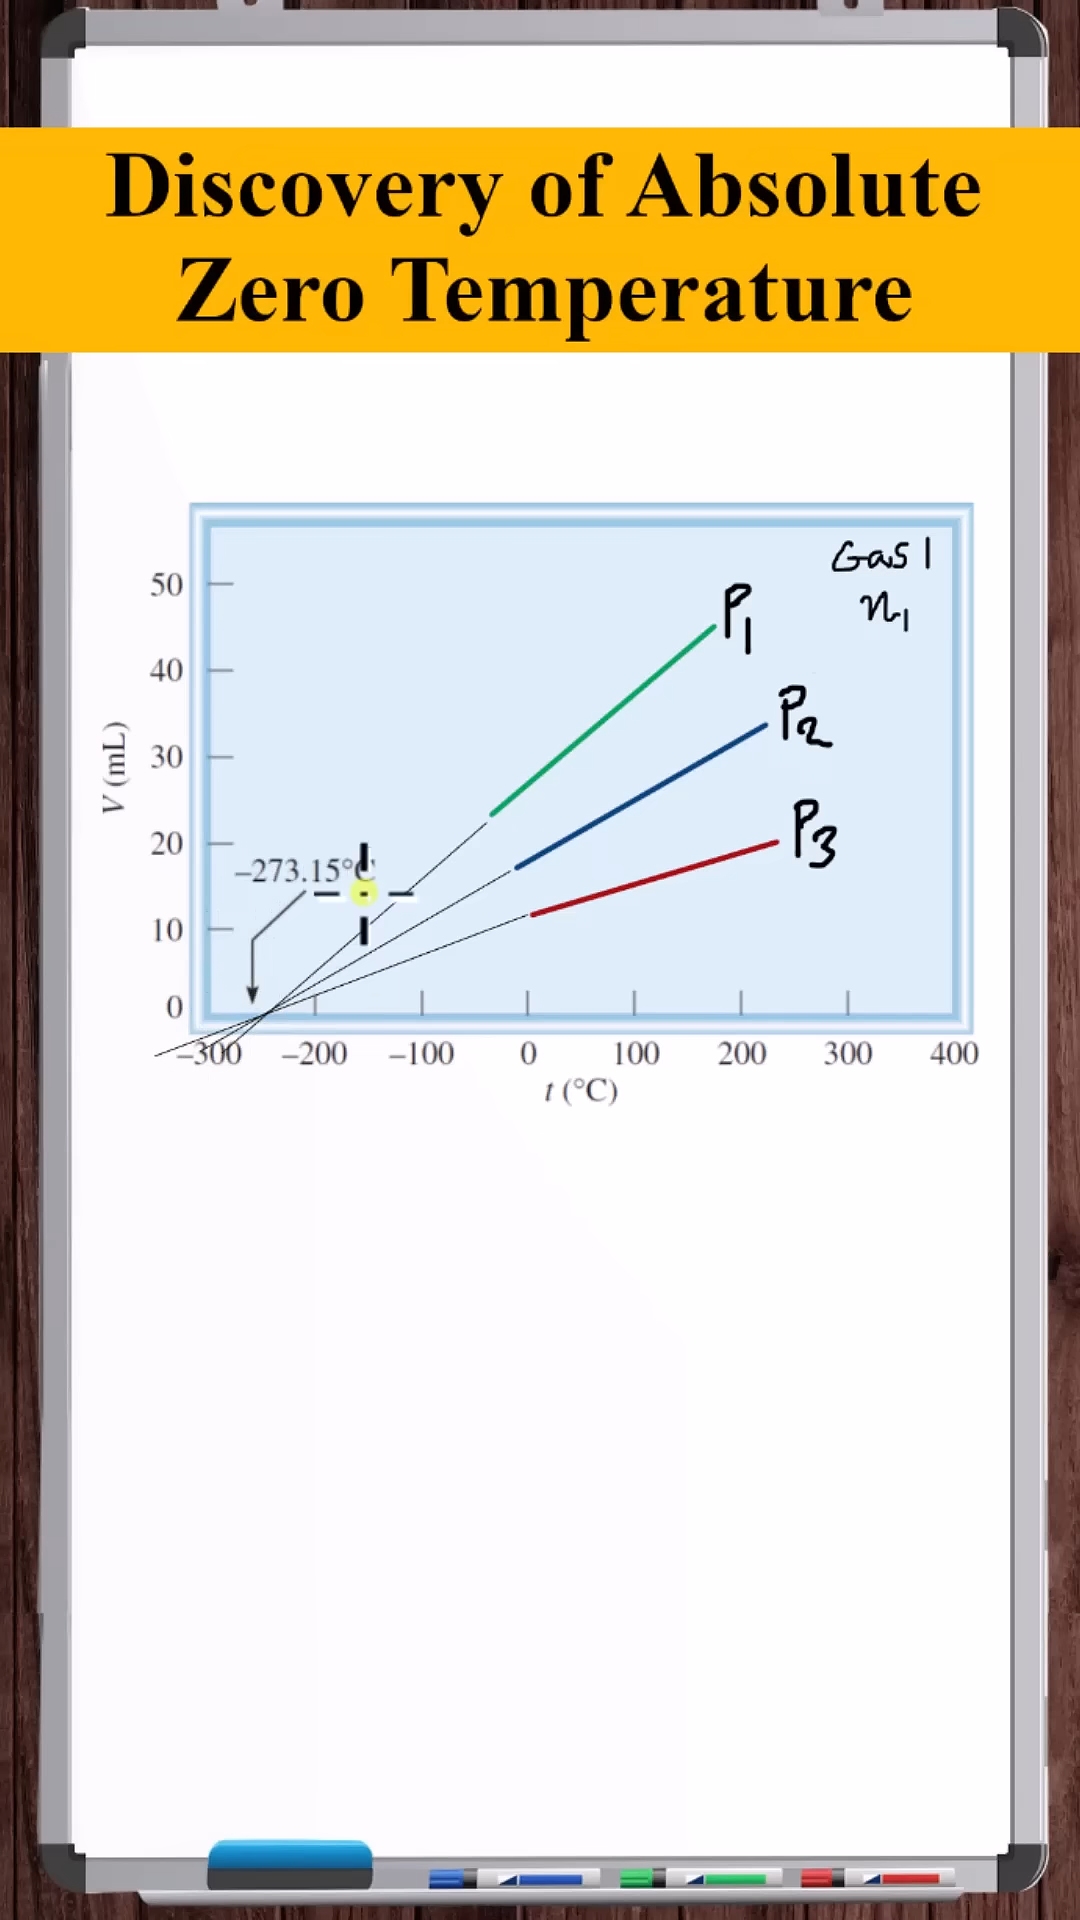 Discovery of Absolute
Zero Temperature
Gas 1
n1
P1
P2
P3
50
40
30
20
10
0
V (mL)
–273.15°C
–300 –200 –100 0 100 200 300 400
t (°C)